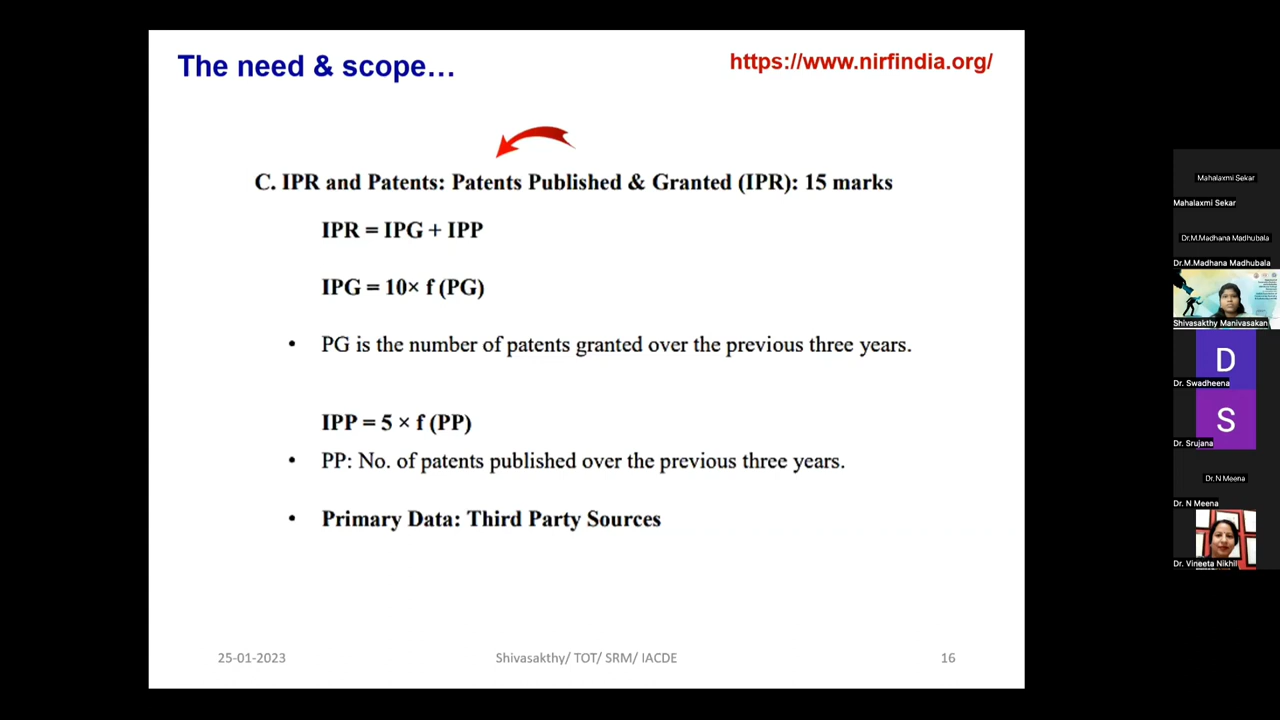 The need & scope…
https://www.nirfindia.org/
C. IPR and Patents: Patents Published & Granted (IPR): 15 marks
IPR = IPG + IPP
IPG = 10× f (PG)
• PG is the number of patents granted over the previous three years.
IPP = 5 × f (PP)
• PP: No. of patents published over the previous three years.
• Primary Data: Third Party Sources
25-01-2023
Shivasakthy/ TOT/ SRM/ IACDE
16
Mahalaxmi Sekar
Mahalaxmi Sekar
Dr.M.Madhana Madhubala
Dr.M.Madhana Madhubala
Shivasakthy Manivasakan
D
Dr. Swadheena
S
Dr. Srujana
Dr.N Meena
Dr. N Meena
Dr. Vineeta Nikhil